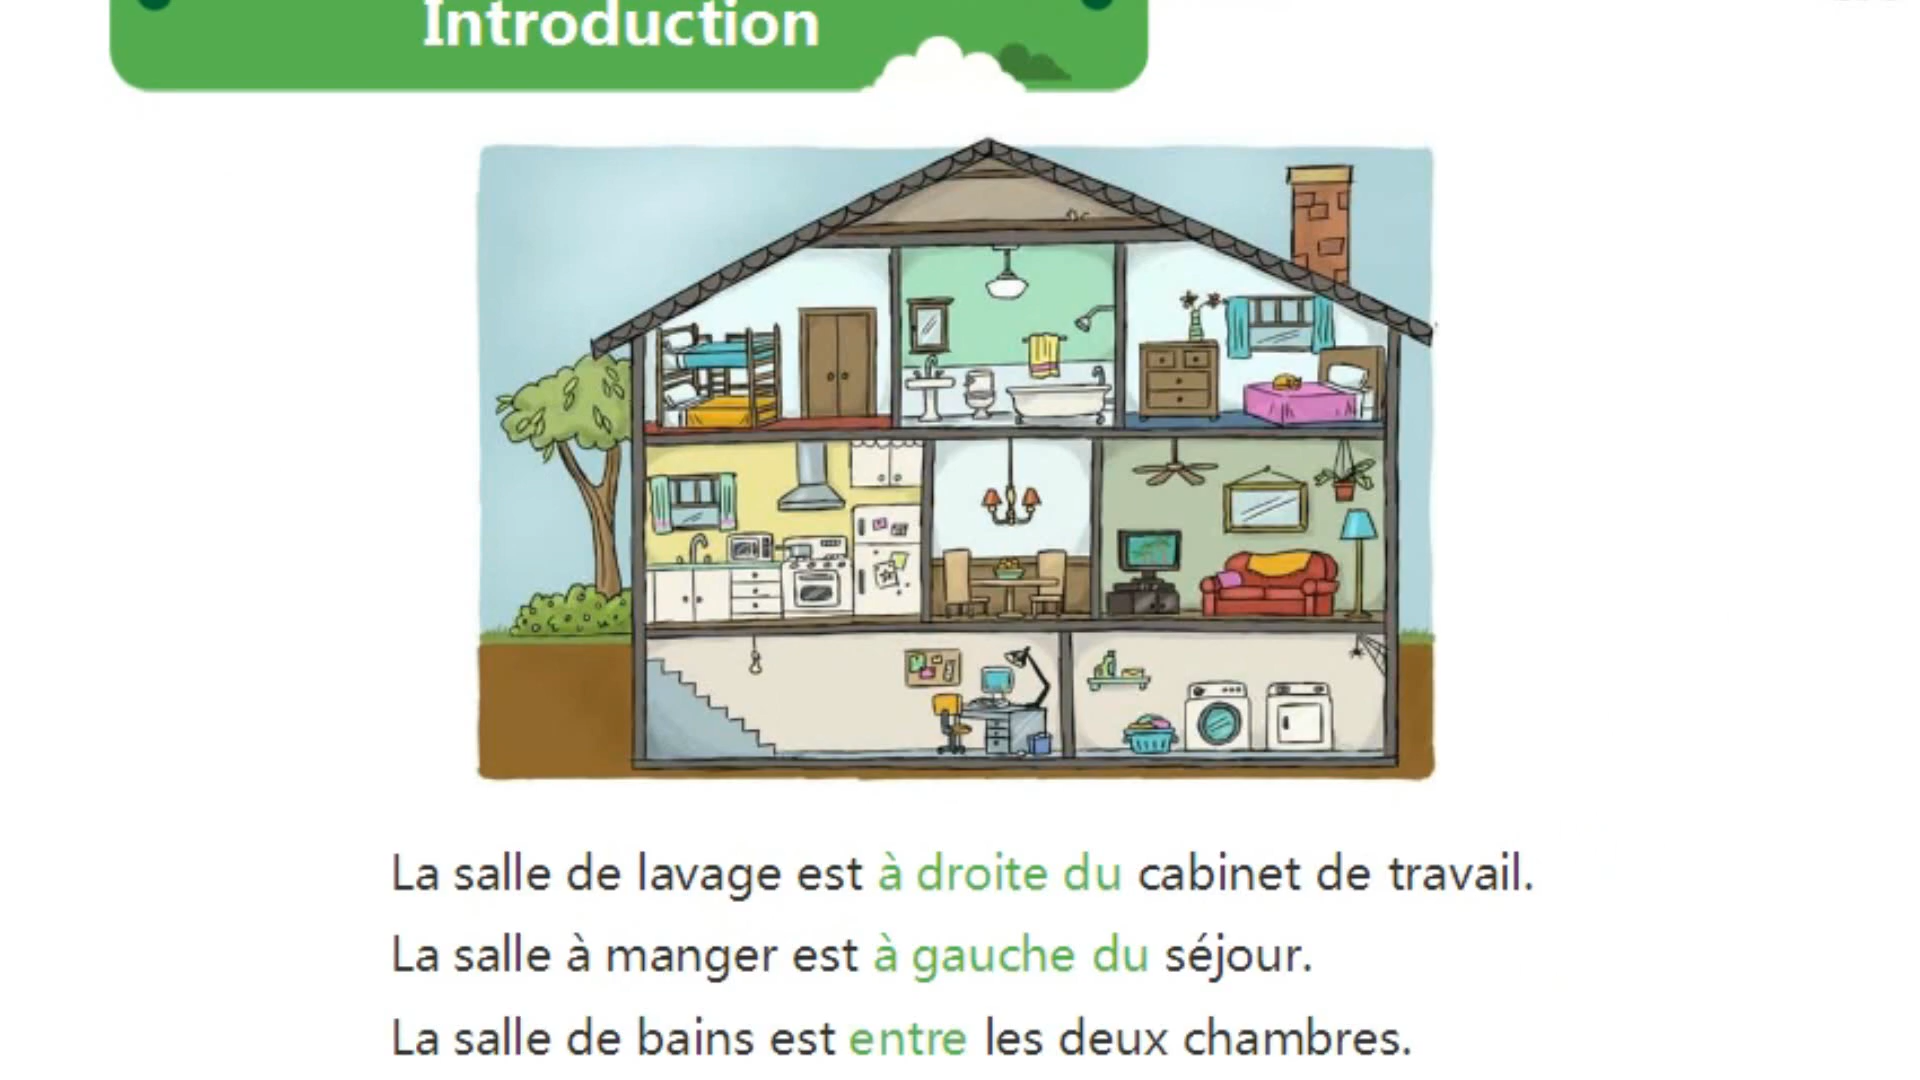 Introduction
La salle de lavage est à droite du cabinet de travail.
La salle à manger est à gauche du séjour.
La salle de bains est entre les deux chambres.